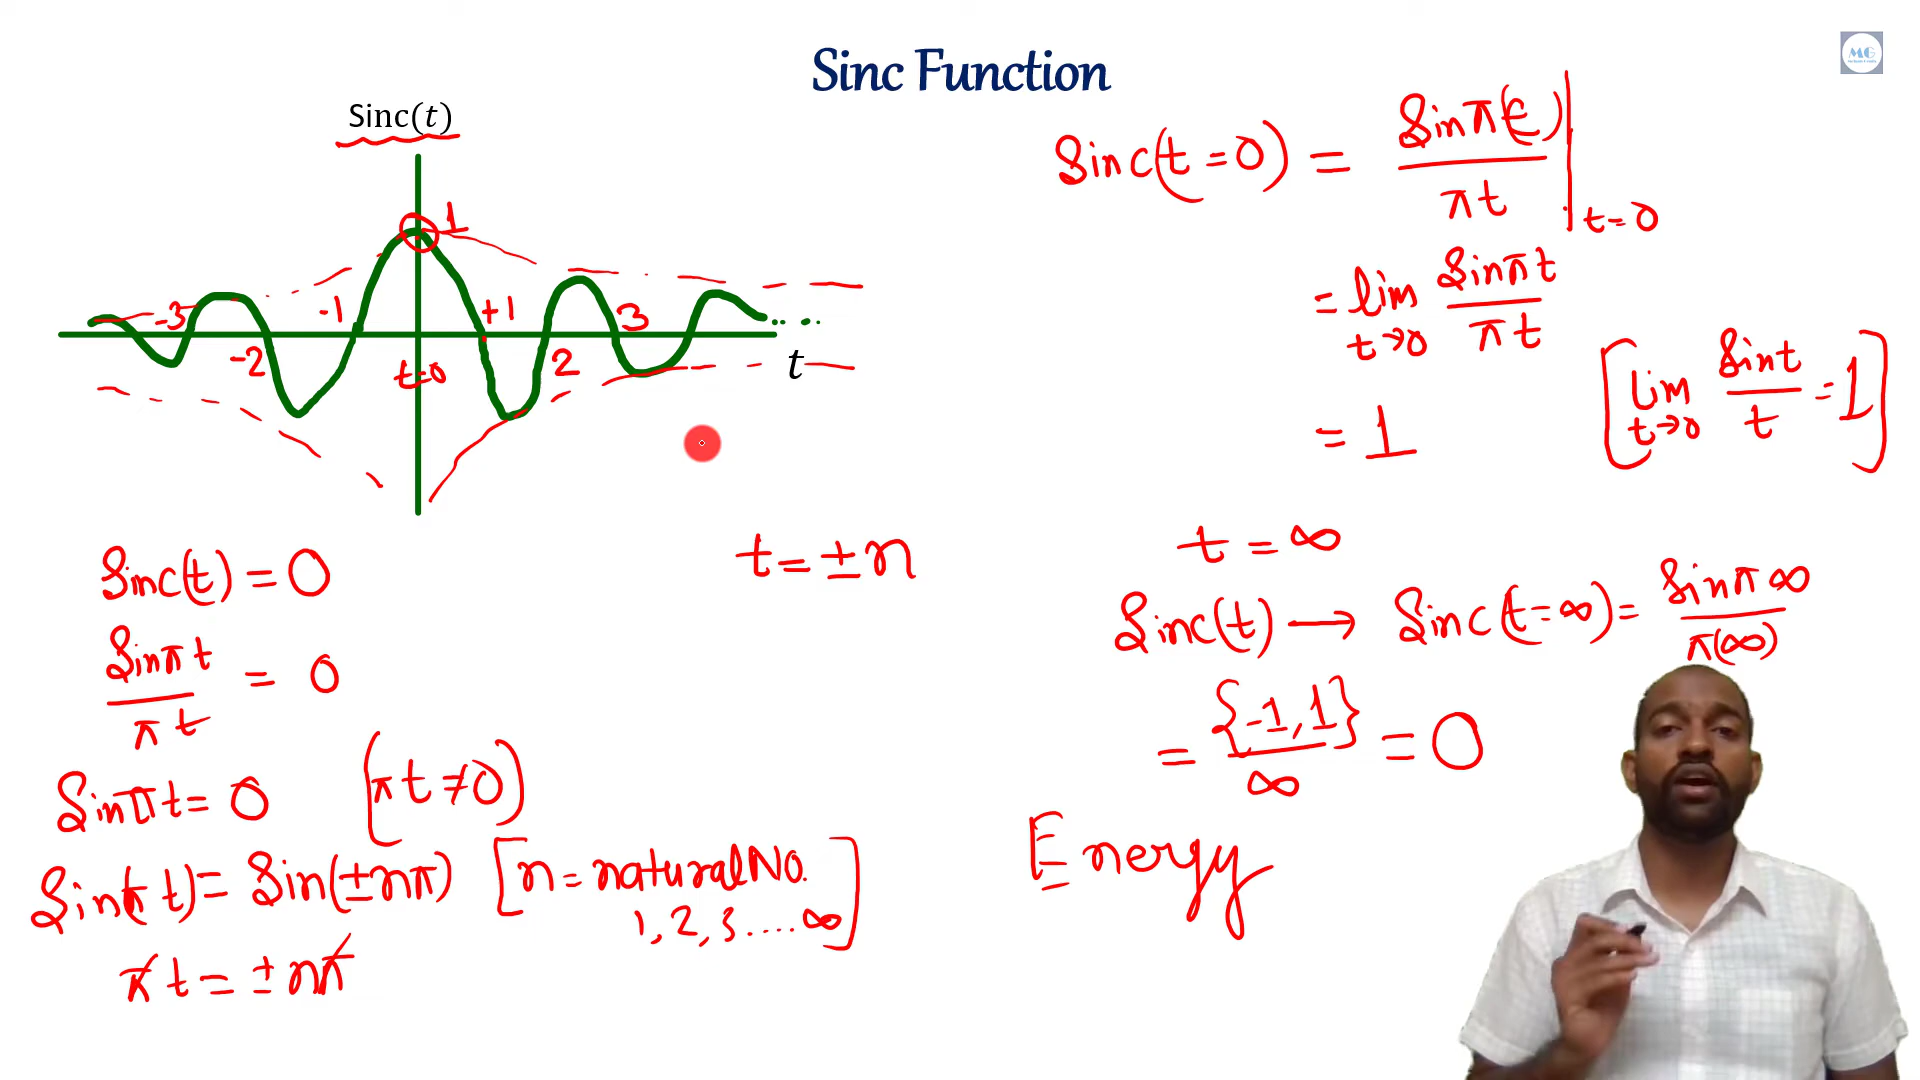 Sinc Function
MG
Sinc(t)
1
-3 -1 +1 3
-2 t=0 2 t
Sinc(t=0) = Sinπ(t)/πt |t=0
= lim t→0 Sinπt/πt
= 1
[lim t→0 Sint/t = 1]
Sinc(t) = 0
Sinπt/πt = 0
Sinπt = 0 (πt ≠ 0)
Sin(πt) = Sin(±nπ) [n = natural No.
1, 2, 3 .... ∞]
πt = ±nπ
t = ±n
t = ∞
Sinc(t) → Sinc(t=∞) = Sinπ∞/π(∞)
= {-1, 1}/∞ = 0
Energy